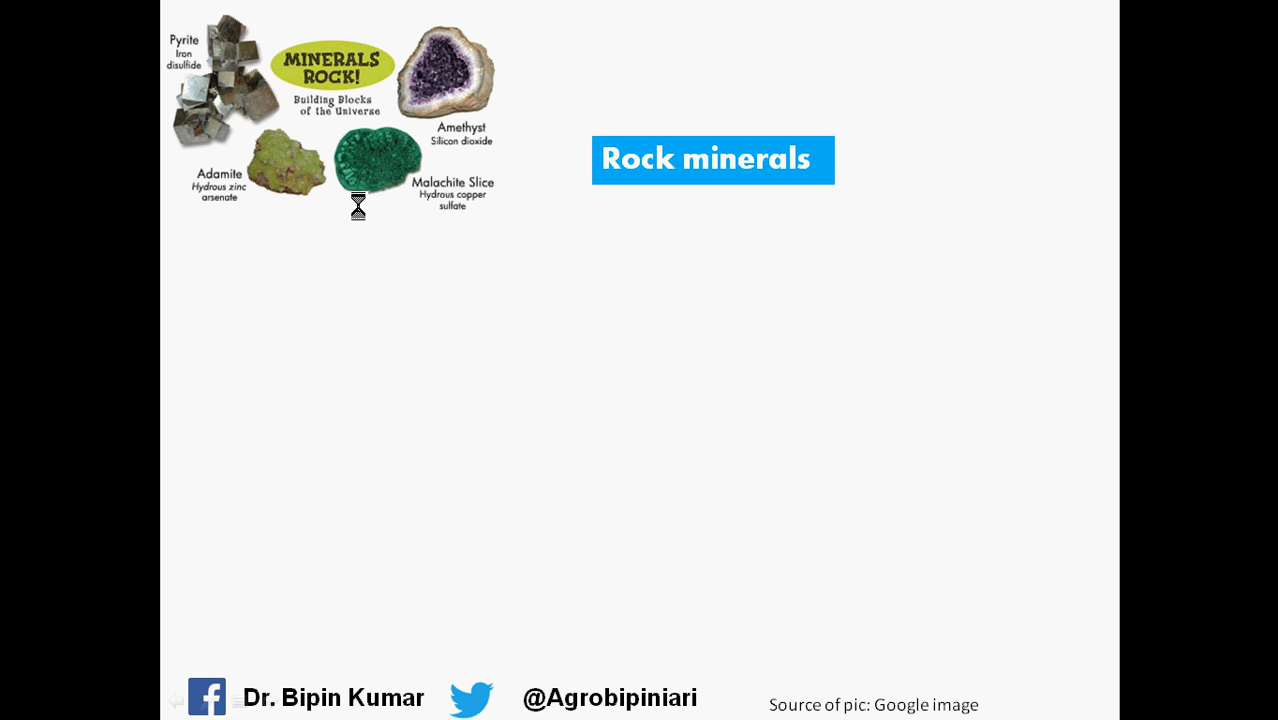 Pyrite
Iron
disulfide
MINERALS
ROCK!
Building Blocks
of the Universe
Amethyst
Silicon dioxide
Adamite
Hydrous zinc
arsenate
Malachite Slice
Hydrous copper
sulfate
Rock minerals
Dr. Bipin Kumar
@Agrobipiniari
Source of pic: Google image